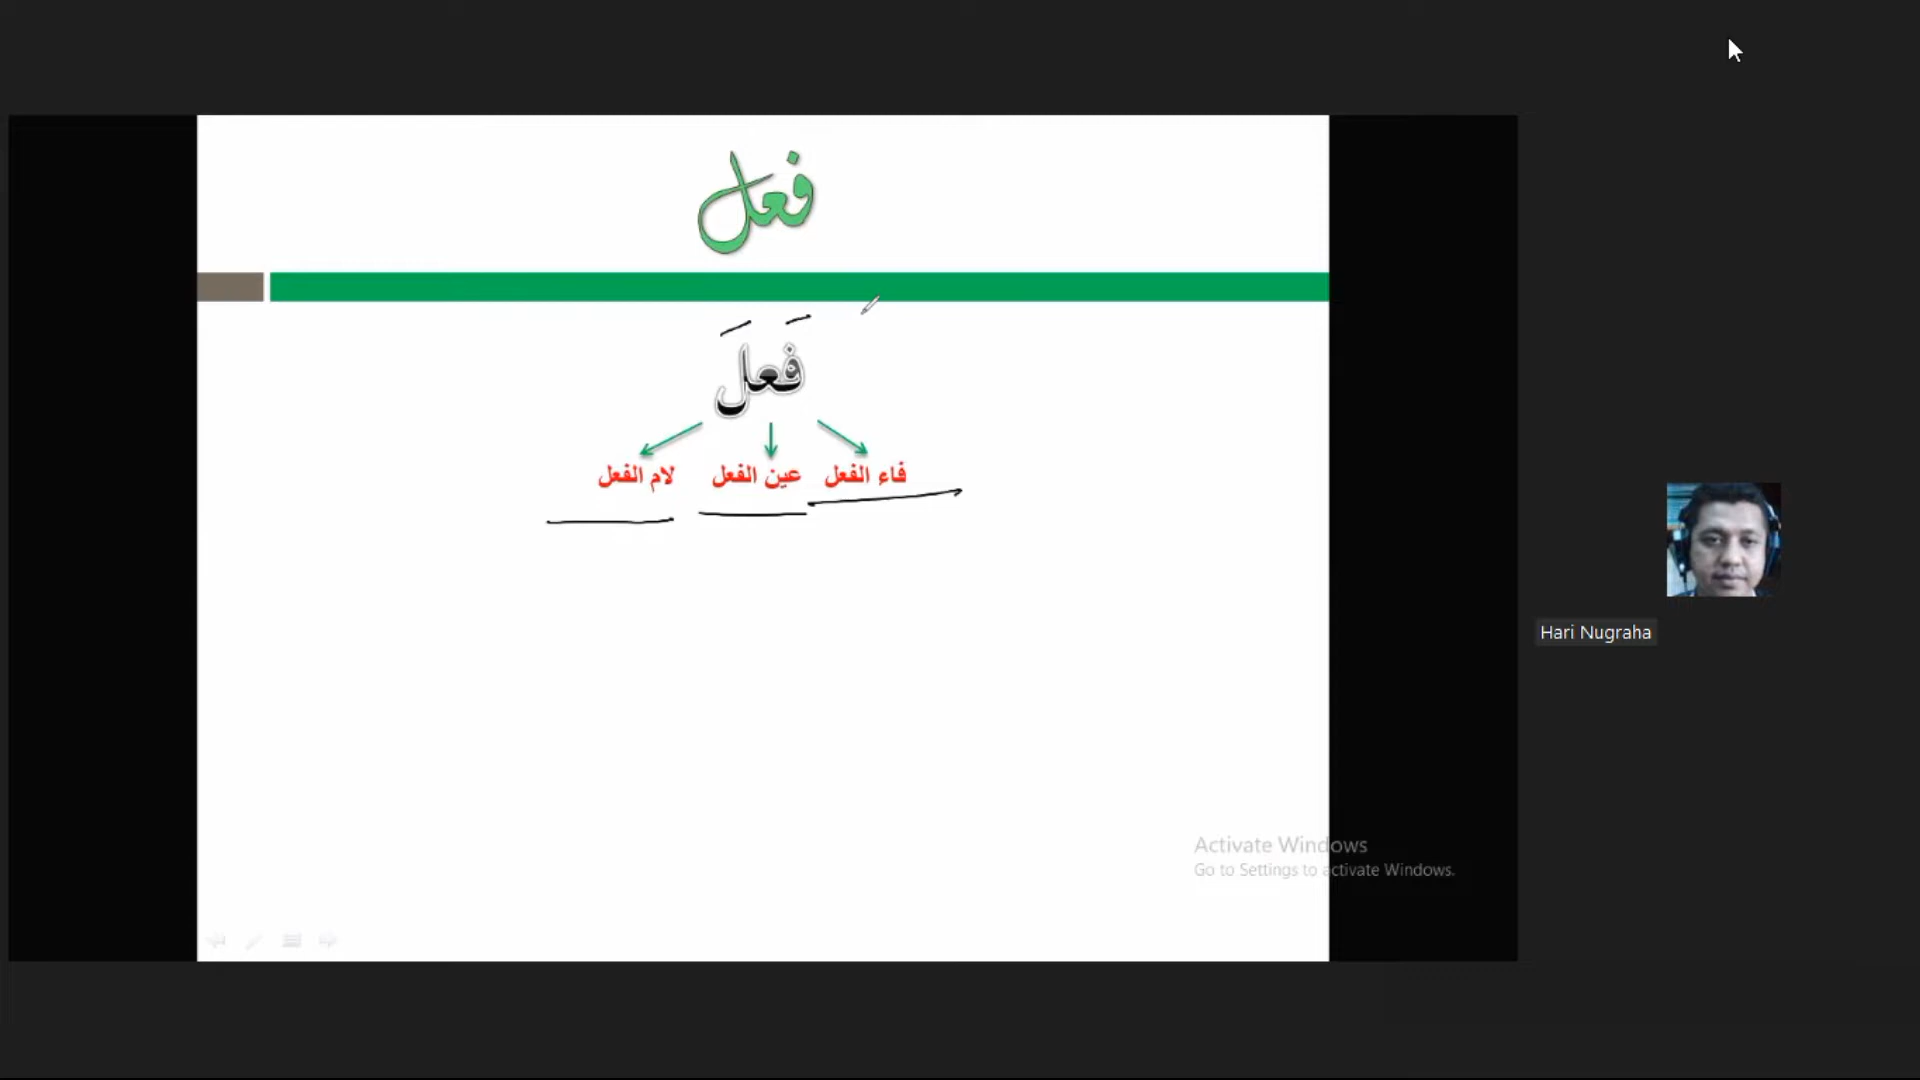 فعل
فَعَلَ
فاء الفعل عين الفعل لام الفعل
Hari Nugraha
Activate Windows
Go to Settings to activate Windows.